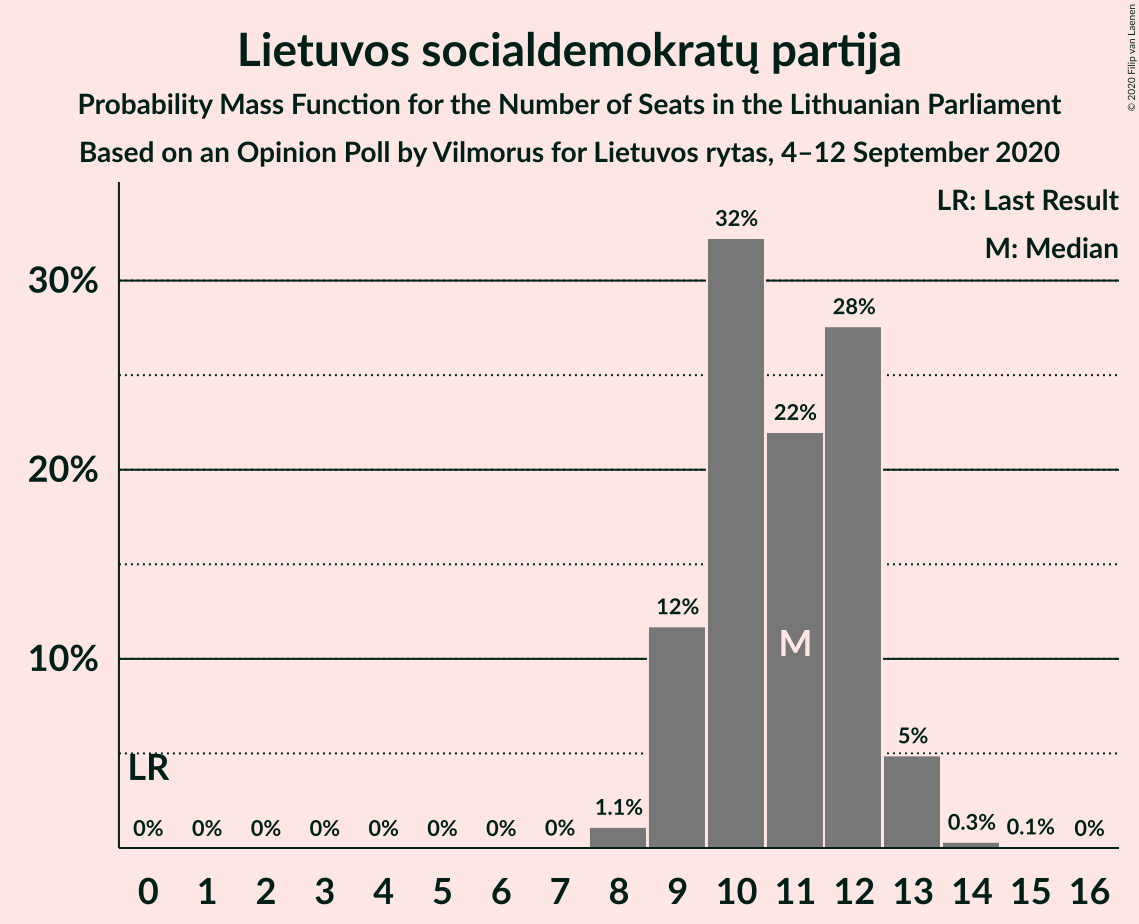 Lietuvos socialdemokratų partija
Probability Mass Function for the Number of Seats in the Lithuanian Parliament
Based on an Opinion Poll by Vilmorus for Lietuvos rytas, 4–12 September 2020
© 2020 Filip van Laenen
LR: Last Result
M: Median
32%
30%
28%
22%
20%
12%
M
10%
5%
LR
0% 0% 0% 0% 0% 0% 0% 0% 1.1% 0.3% 0.1% 0%
0 1 2 3 4 5 6 7 8 9 10 11 12 13 14 15 16